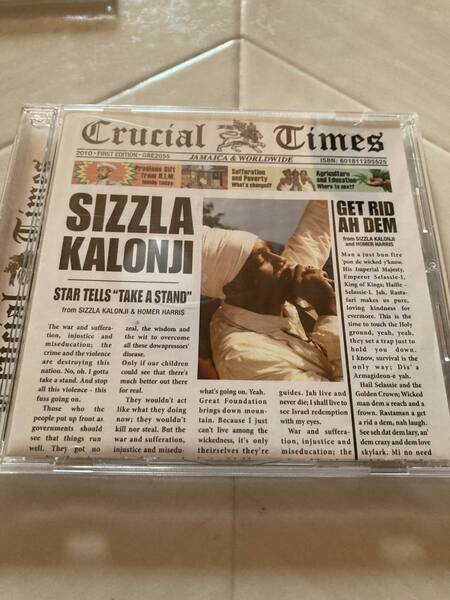 Crucial Times
2010 · FIRST EDITION · GRE2055
JAMAICA & WORLDWIDE
ISBN: 601811205525
Precious Gift
from H.I.M.
Inside today:
Sufferation
and Poverty
What's changed?
Agriculture
and Education
Where to next?
SIZZLA
KALONJI
STAR TELLS "TAKE A STAND"
from SIZZLA KALONJI & HOMER HARRIS
The war and suffera-
tion, injustice and
miseducation; the
crime and the violence
are destroying this
nation. No, oh. I gotta
take a stand. And stop
all this violence - this
fuss going on.
Those who the
people put up front as
governments should
see that things run
well. They got no
zeal, the wisdom and
the wit to overcome
all these downpressors'
disease.
Only if our children
could see that there's
much better out there
for real.
They wouldn't act
like what they doing
now; they wouldn't
kill nor steal. But the
war and sufferation,
injustice and misedu-
what's going on. Yeah.
Great Foundation
brings down moun-
tain. Because I just
can't live among the
wickedness, it's only
theirselves they're
guides. Jah live and
never die; I shall live to
see Israel redemption
with my eyes.
War and suffera-
tion, injustice and
miseducation; the
GET RID
AH DEM
from SIZZLA KALONJI
and HOMER HARRIS
Man a just bun fire
pon de wicked y'know.
His Imperial Majesty,
Emperor Selassie-I,
King of Kings; Haille-
Selassie-I. Jah, Rasta-
fari makes us pure,
loving kindness for
evermore. This is the
time to touch the Holy
ground, yeah, yeah,
they set a trap just to
hold you down.
I know, survival is the
only way; Dis' a
Armagideon-e yah.
Hail Selassie and the
Golden Crown; Wicked
man dem a reach and a
frown. Rastaman a get
a rid a dem, nah laugh.
See seh dat dem lazy, an'
dem crazy and dem love
skylark. Mi no need